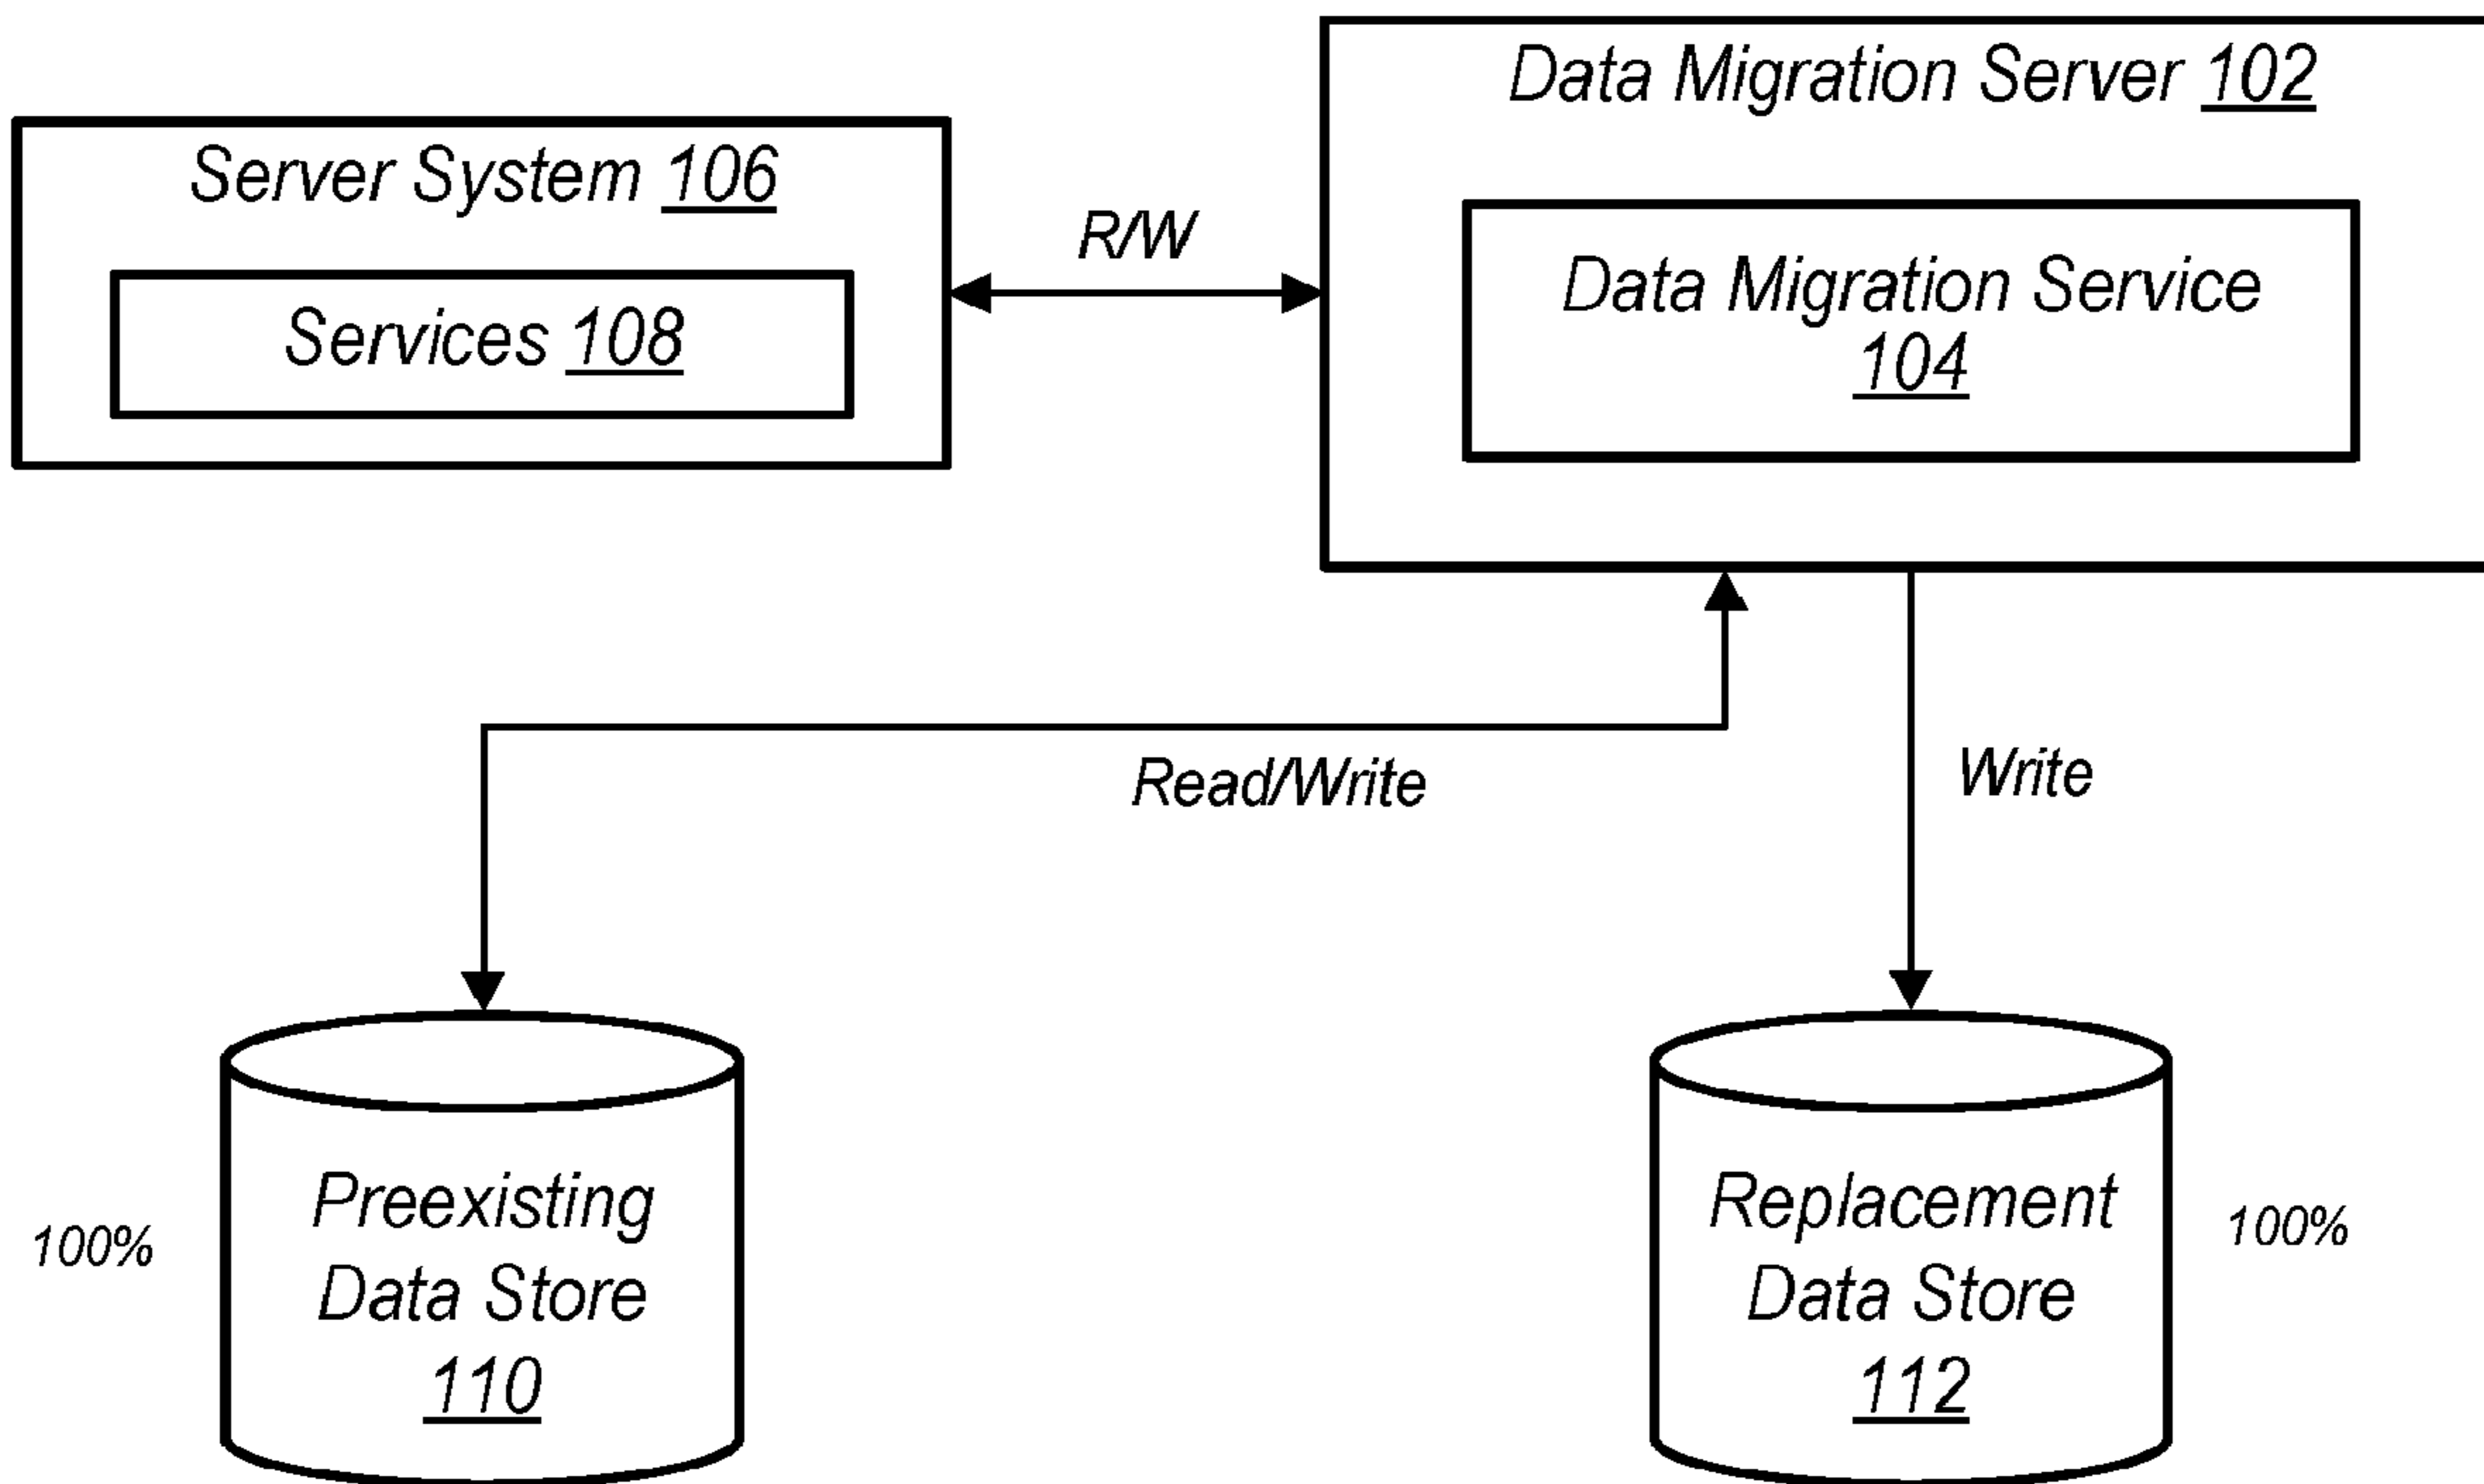 Data Migration Server 102
Server System 106
R/W
Data Migration Service
104
Services 108
Read/Write
Write
Preexisting
Data Store
110
100%
Replacement
Data Store
112
100%